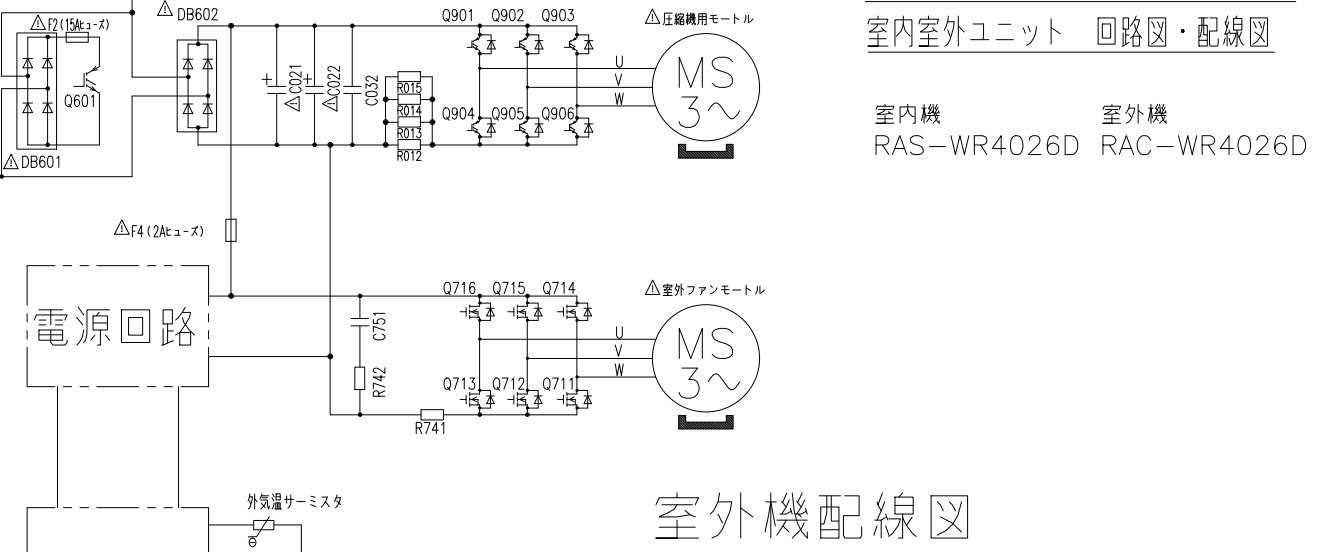 室内室外ユニット 回路図・配線図
室内機 室外機
RAS-WR4026D RAC-WR4026D
⚠ F2(15Aヒューズ)
Q601
⚠ DB601
⚠ DB602
+ ⚠C021
+ ⚠C022
C032
R015
R014
R013
R012
Q901 Q902 Q903
Q904 Q905 Q906
⚠圧縮機用モートル
U
V
W
MS
3～
⚠F4(2Aヒューズ)
電源回路
C751
R742
R741
Q716 Q715 Q714
Q713 Q712 Q711
⚠室外ファンモートル
U
V
W
MS
3～
外気温サーミスタ
θ
室外機配線図